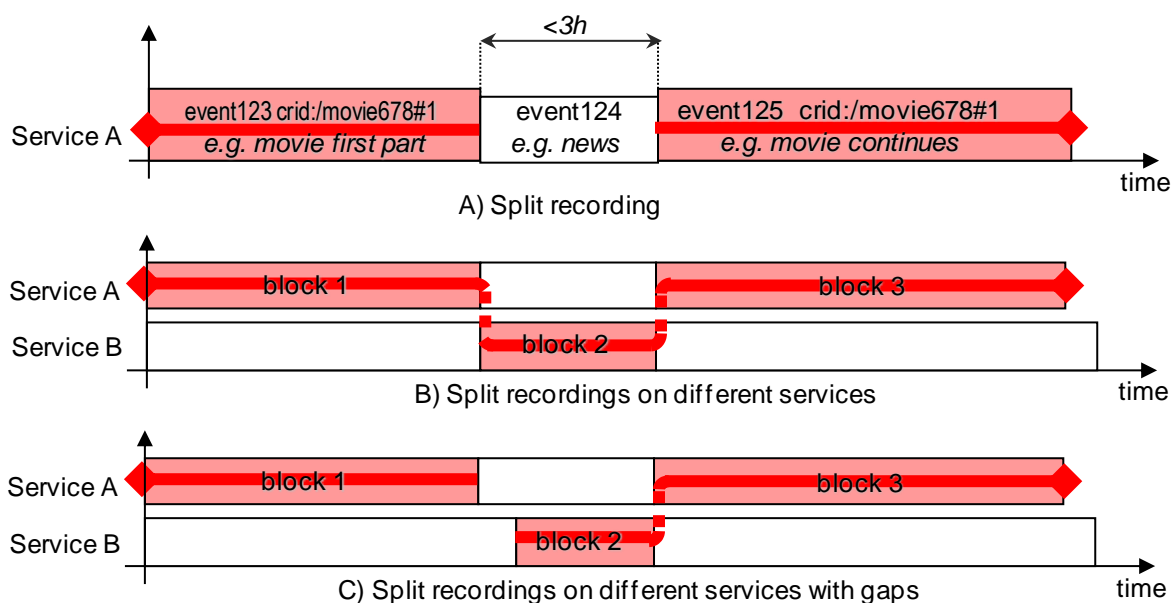 <3h
event123 crid:/movie678#1
e.g. movie first part
event124
e.g. news
event125 crid:/movie678#1
e.g. movie continues
Service A
time
A) Split recording
Service A
block 1
block 3
Service B
block 2
time
B) Split recordings on different services
Service A
block 1
block 3
Service B
block 2
time
C) Split recordings on different services with gaps